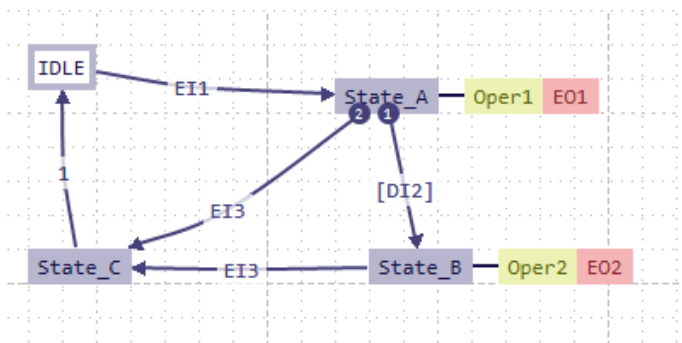 IDLE
EI1
State_A
Oper1
EO1
2
1
1
[DI2]
EI3
State_C
EI3
State_B
Oper2
EO2